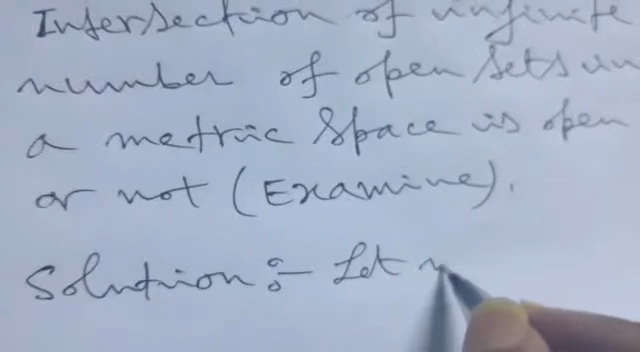 Intersection of infinite
number of open sets in
a metric space is open
or not (Examine).
Solution :- Let